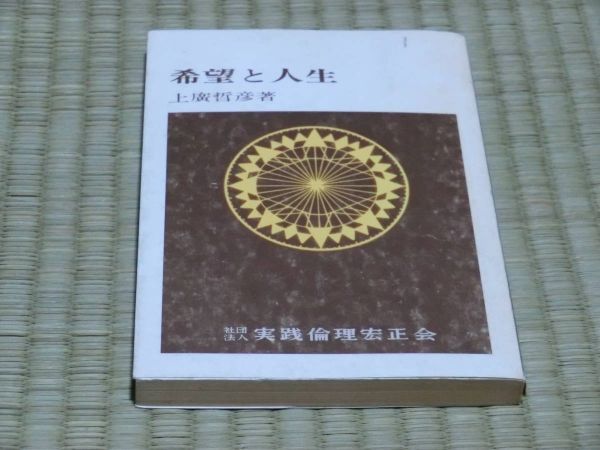 希望と人生
上廣哲彦著
社団法人 実践倫理宏正会